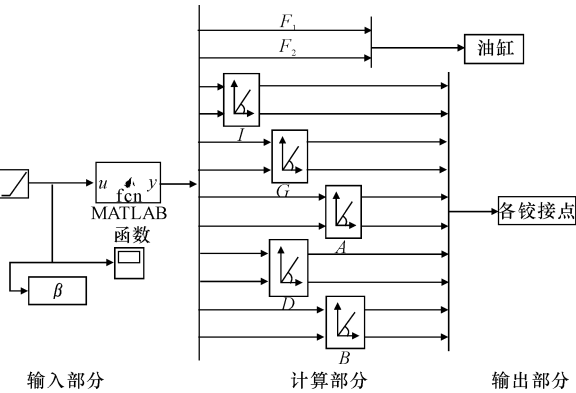 F₁
F₂
油缸
I
G
u
fcn
y
MATLAB
函数
A
各铰接点
D
β
B
输入部分
计算部分
输出部分